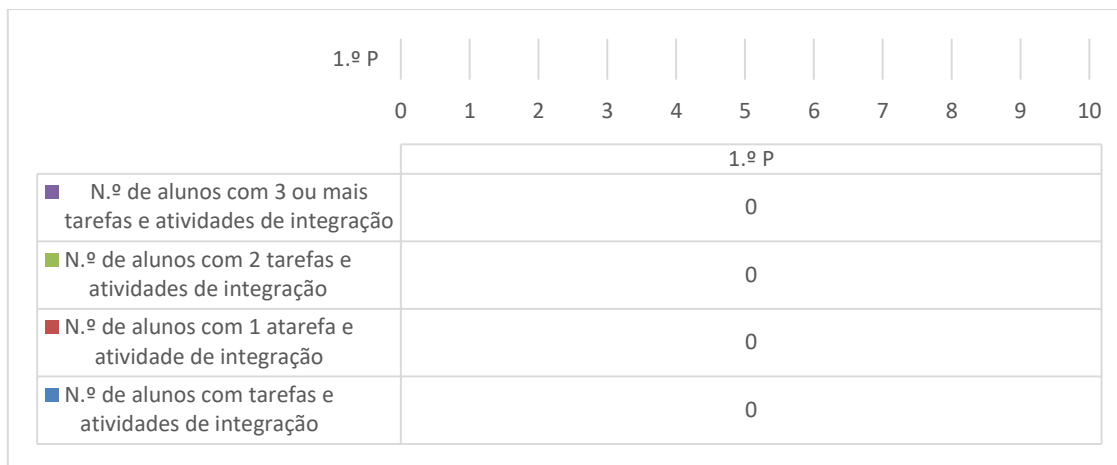 1.º P
0 1 2 3 4 5 6 7 8 9 10
1.º P
N.º de alunos com 3 ou mais
tarefas e atividades de integração
0
N.º de alunos com 2 tarefas e
atividades de integração
0
N.º de alunos com 1 atarefa e
atividade de integração
0
N.º de alunos com tarefas e
atividades de integração
0